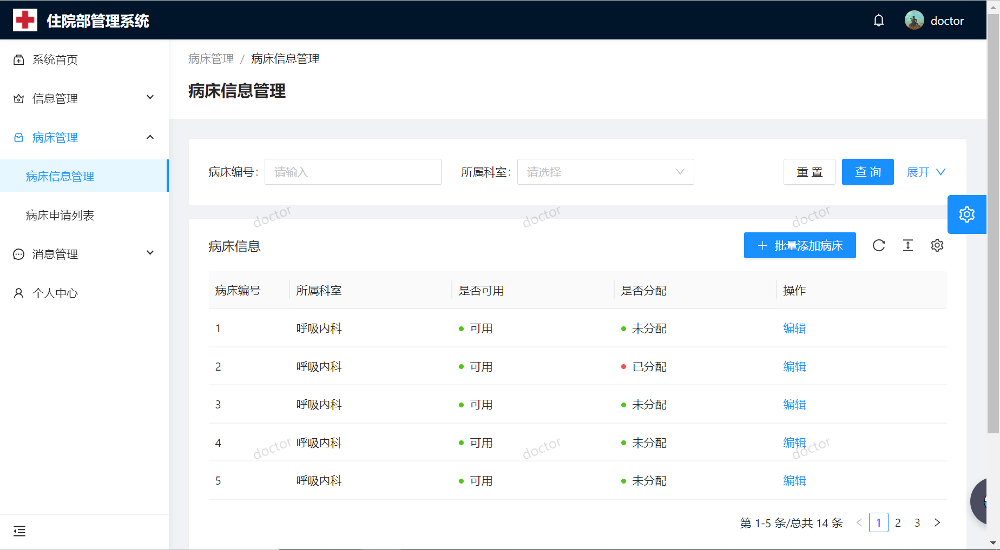 住院部管理系统
doctor
系统首页
信息管理
病床管理
病床信息管理
病床申请列表
消息管理
个人中心
病床管理 / 病床信息管理
病床信息管理
病床编号: 请输入 所属科室: 请选择 重 置 查 询 展开
doctor doctor doctor
病床信息 批量添加病床
病床编号 所属科室 是否可用 是否分配 操作
1 呼吸内科 可用 未分配 编辑
2 呼吸内科 可用 已分配 编辑
3 呼吸内科 可用 未分配 编辑
4 呼吸内科 可用 未分配 编辑
doctor doctor doctor
5 呼吸内科 可用 未分配 编辑
第 1-5 条/总共 14 条 < 1 2 3 >